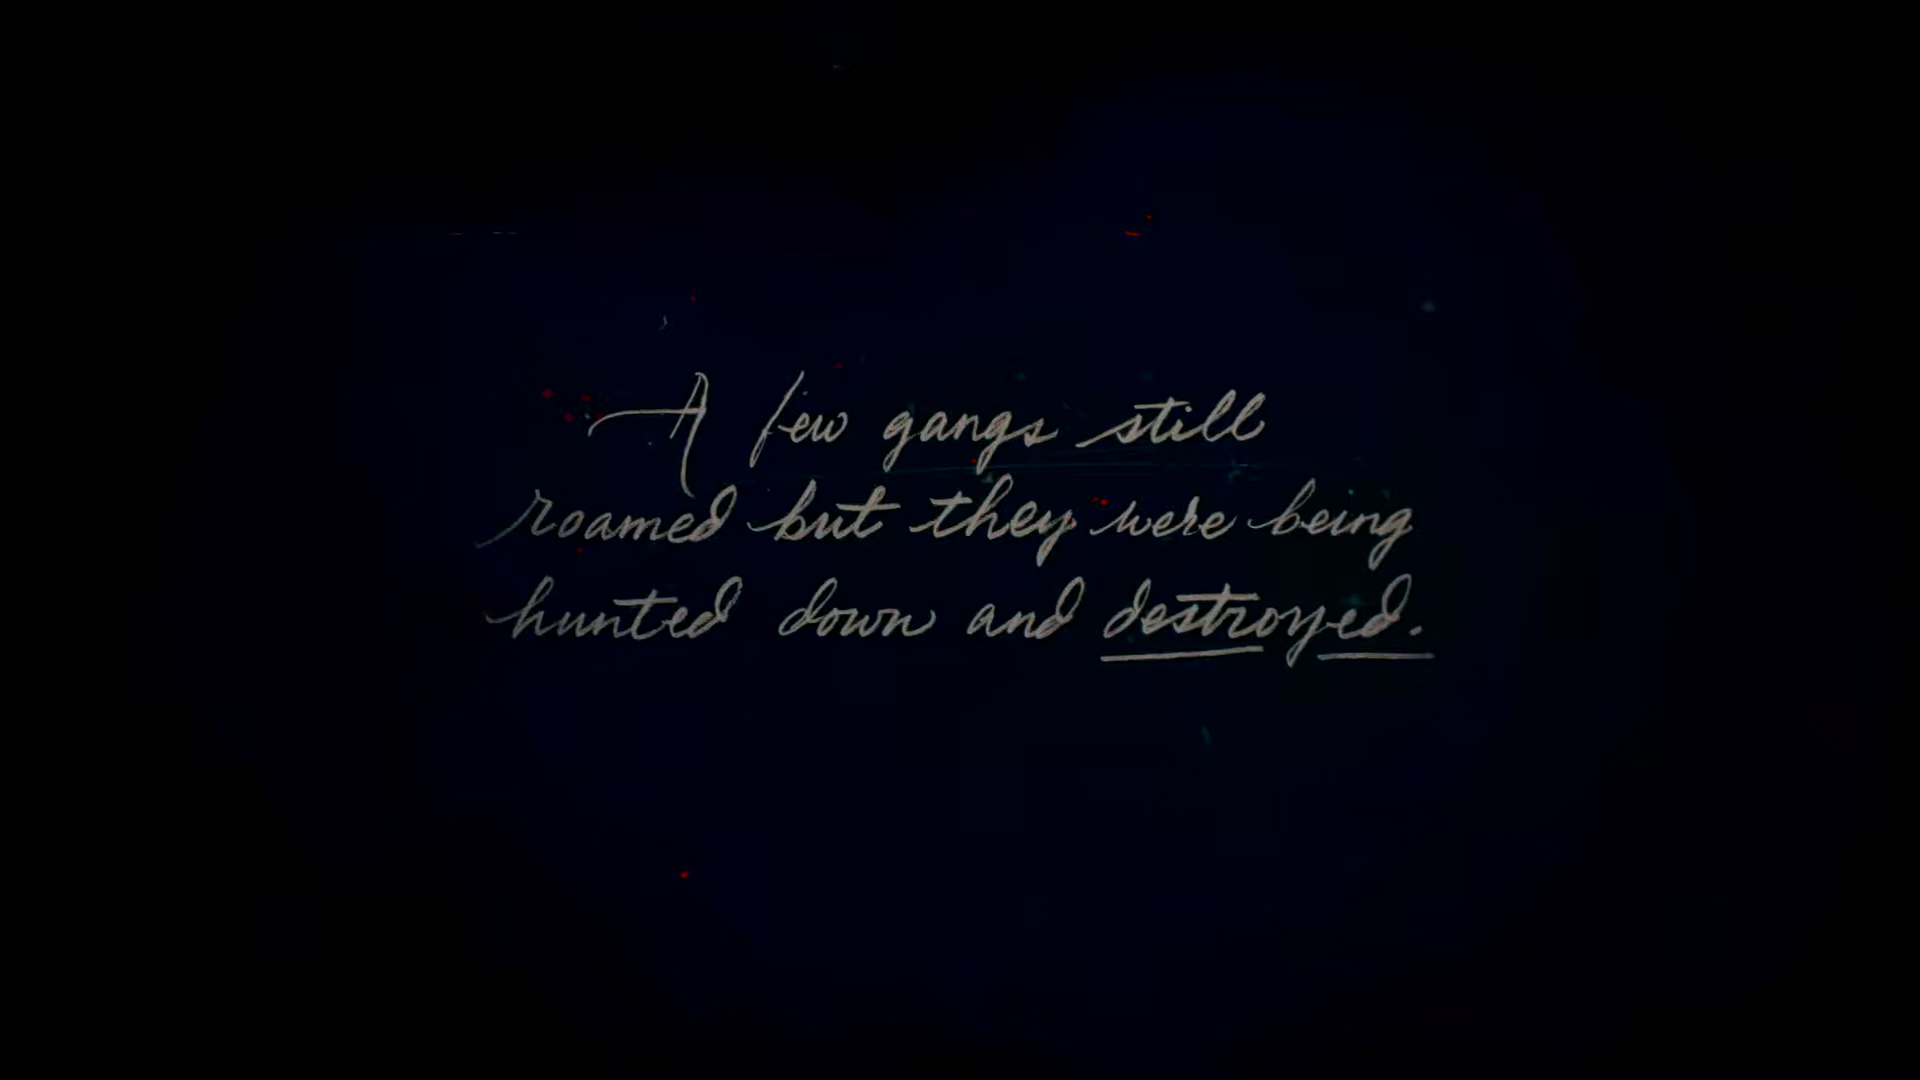 A few gangs still
roamed but they were being
hunted down and destroyed.